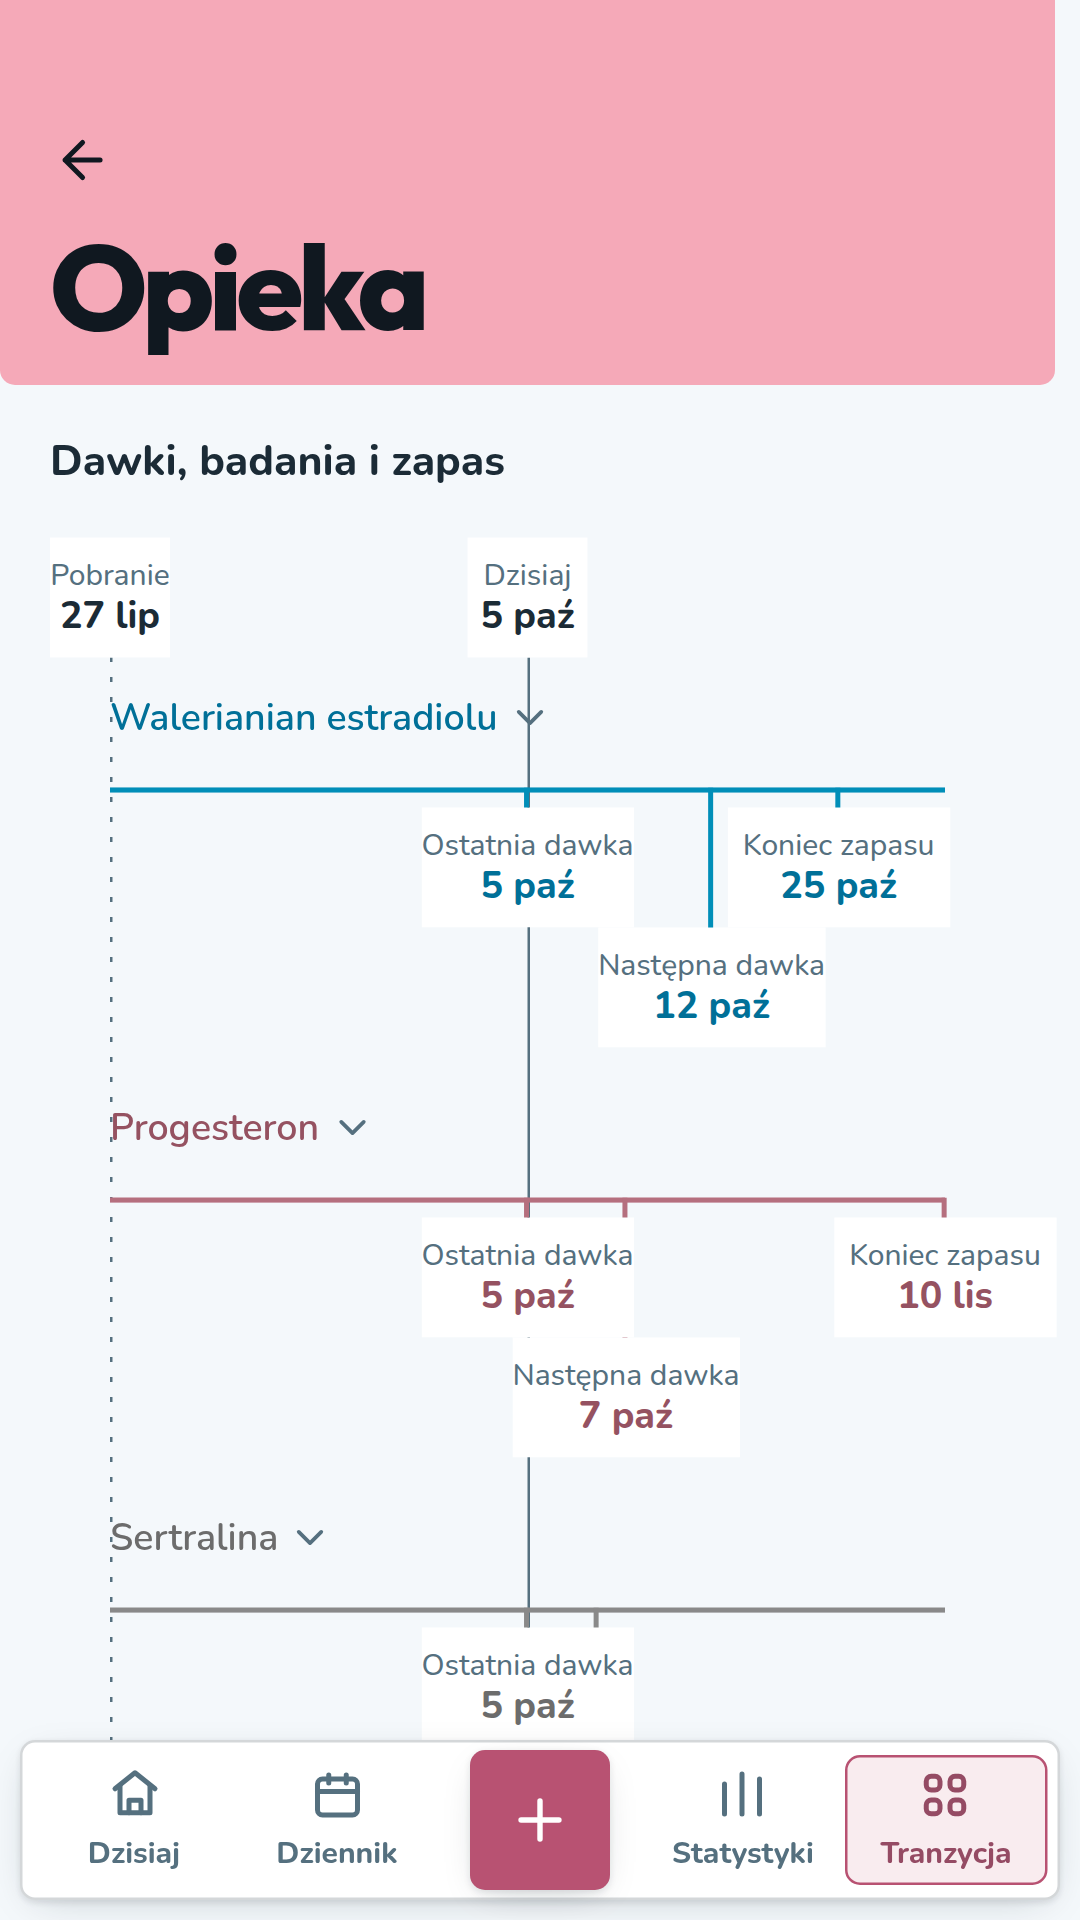 Opieka
Dawki, badania i zapas
Pobranie
27 lip
Dzisiaj
5 paź
Walerianian estradiolu
Ostatnia dawka
5 paź
Koniec zapasu
25 paź
Następna dawka
12 paź
Progesteron
Ostatnia dawka
5 paź
Koniec zapasu
10 lis
Następna dawka
7 paź
Sertralina
Ostatnia dawka
5 paź
Dzisiaj
Dziennik
Statystyki
Tranzycja